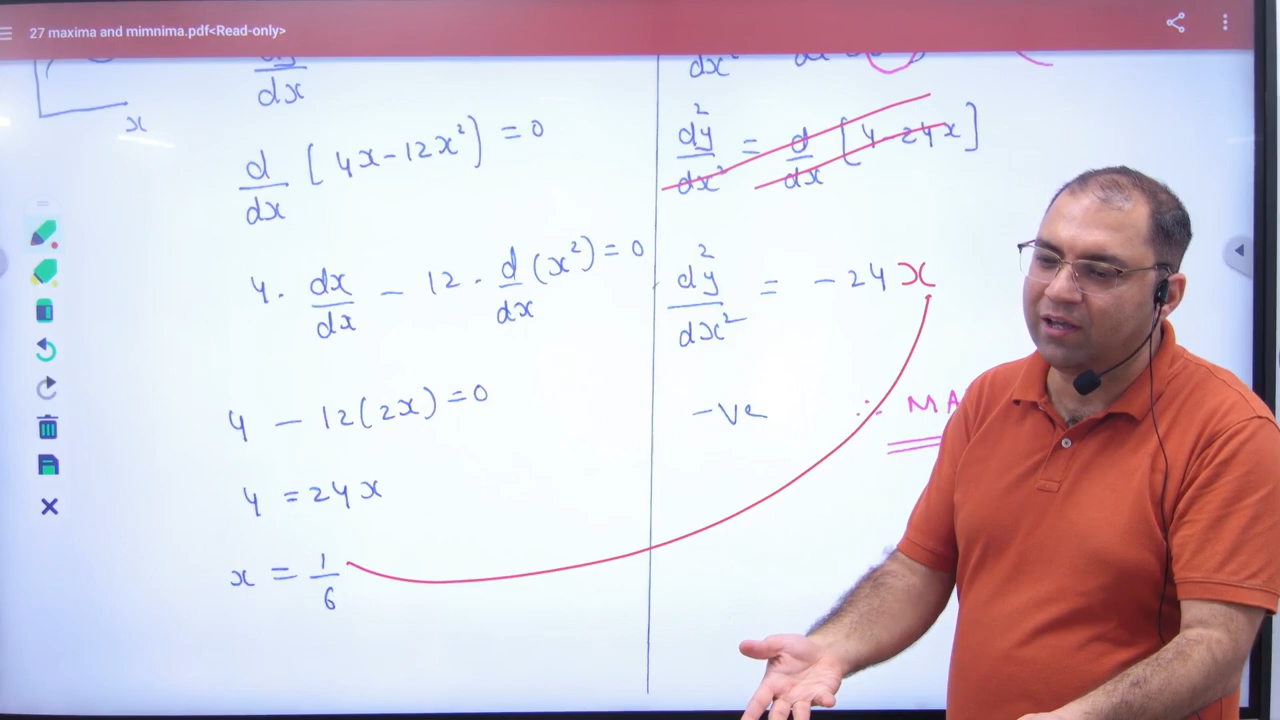 27 maxima and mimnima.pdf<Read-only>
x
dy/dx
d/dx [4x-12x²] = 0
4. dx/dx - 12 . d/dx (x²) = 0
4 - 12(2x) = 0
4 = 24x
x = 1/6
d²y/dx² = d/dx [4-24x]
d²y/dx² = -24x
-ve ∴ MA